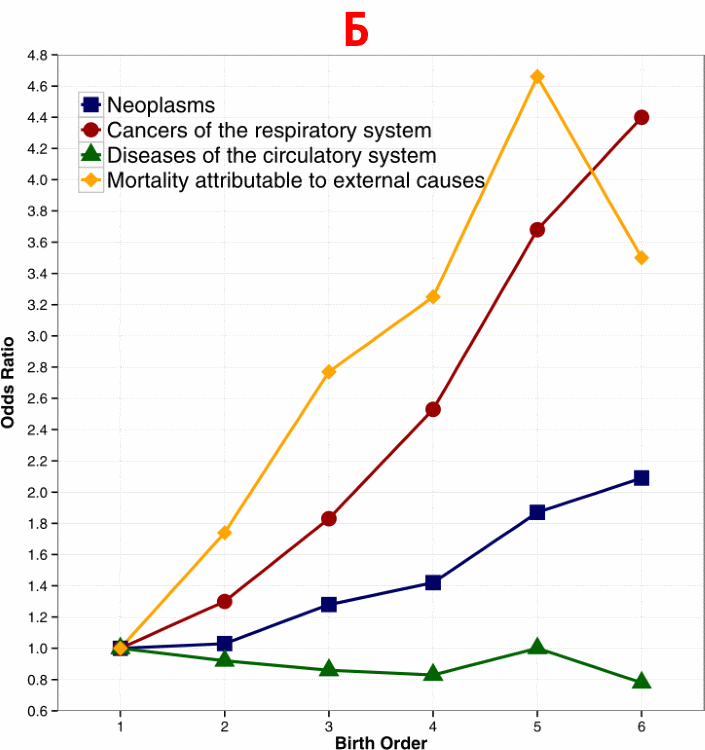 Б
4.8
4.6
4.4
4.2
4.0
3.8
3.6
3.4
3.2
3.0
2.8
2.6
2.4
2.2
2.0
1.8
1.6
1.4
1.2
1.0
0.8
0.6
Odds Ratio
Neoplasms
Cancers of the respiratory system
Diseases of the circulatory system
Mortality attributable to external causes
1 2 3 4 5 6
Birth Order